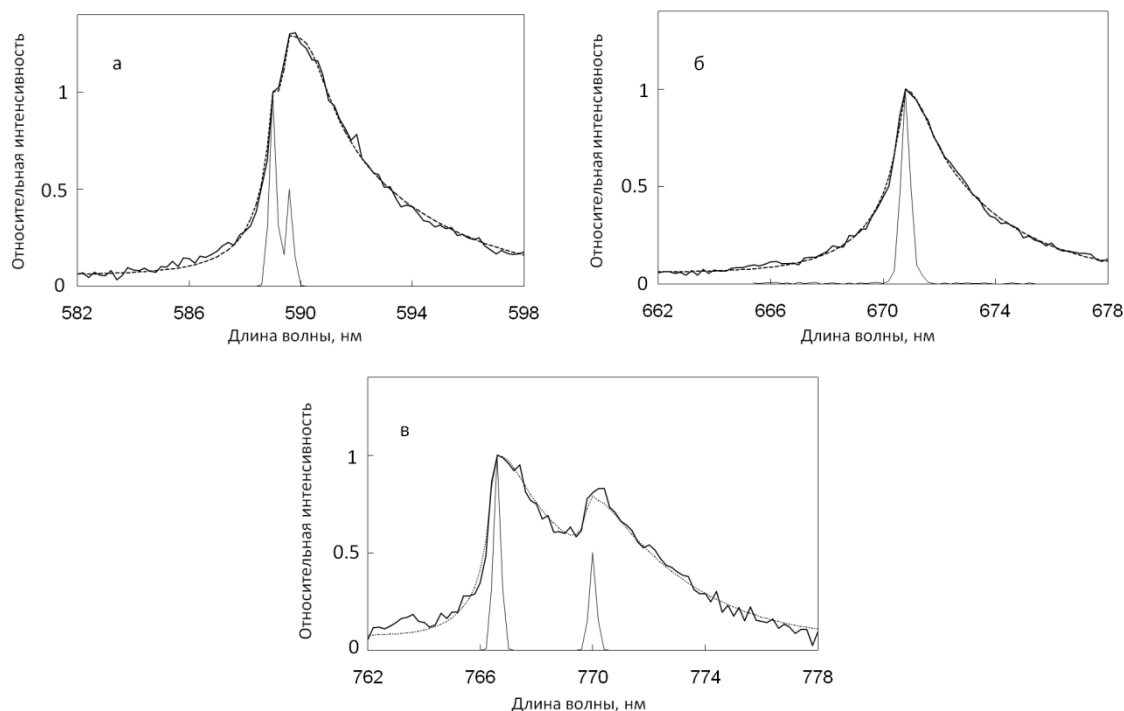 Относительная интенсивность
а
1
0.5
0
582 586 590 594 598
Длина волны, нм
Относительная интенсивность
б
1
0.5
0
662 666 670 674 678
Длина волны, нм
Относительная интенсивность
в
1
0.5
0
762 766 770 774 778
Длина волны, нм